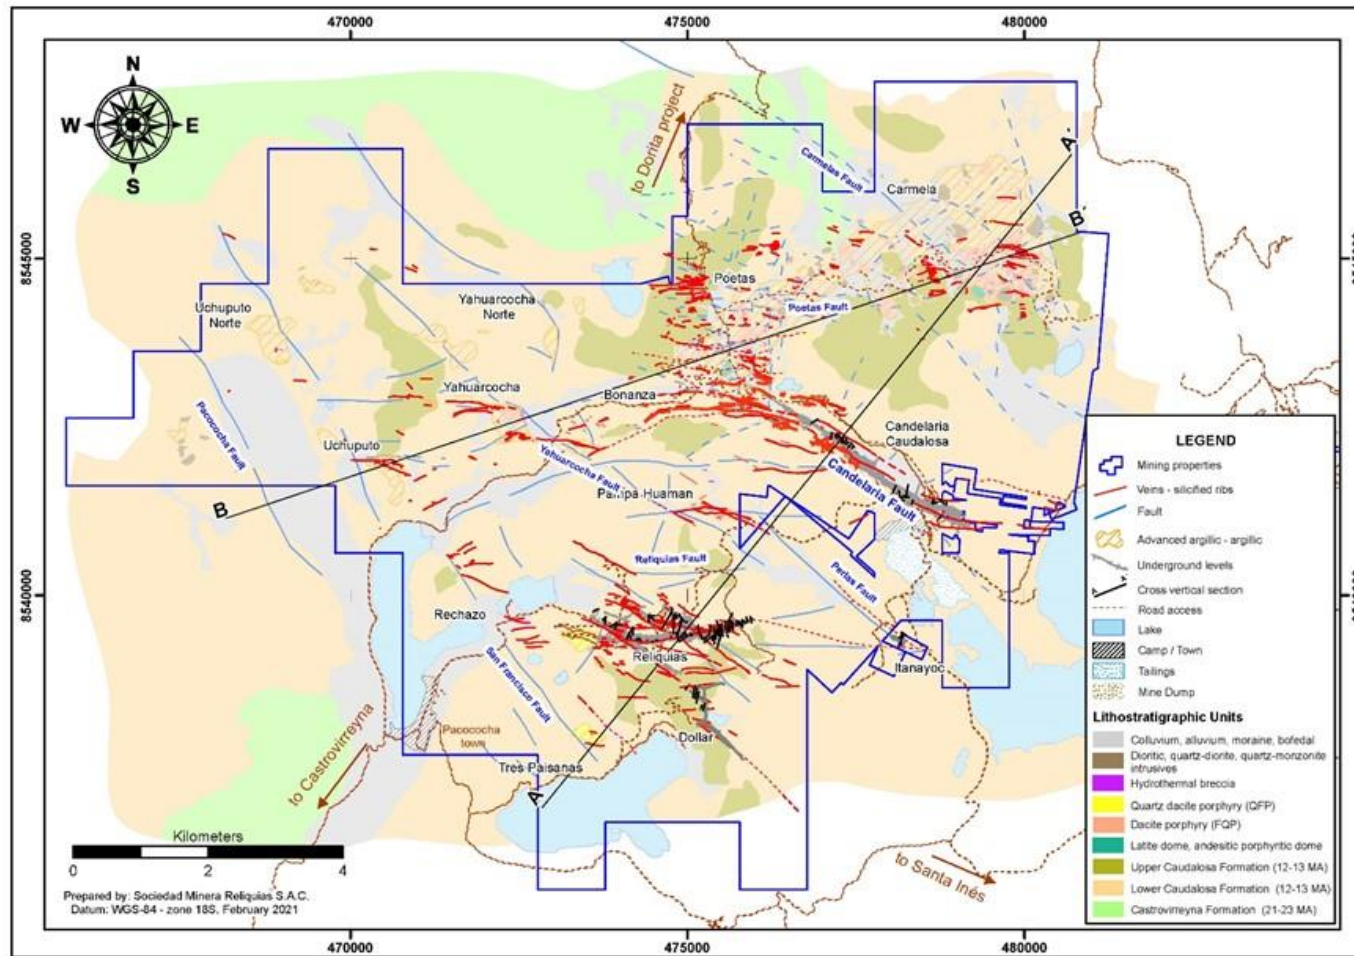 470000
475000
480000
N
W
E
S
to Dorita project
Carmelas Fault
Carmela
A´
B´
8545000
Poetas
Uchuputo
Norte
Yahuarcocha
Norte
Poetas Fault
Yahuarcocha
Bonanza
Pacococha Fault
Uchuputo
Candelaria
Caudalosa
Yahuarcocha Fault
Candelaria Fault
Pampa Huaman
B
Reliquias Fault
Perlas Fault
8540000
Rechazo
Reliquias
Itanayoc
San Francisco Fault
Pacococha
town
Dollar
to Castrovirreyna
Tres Paisanas
A
to Santa Inés
Kilometers
0
2
4
Prepared by: Sociedad Minera Reliquias S.A.C.
Datum: WGS-84 - zone 18S. February 2021
LEGEND
Mining properties
Veins - silicified ribs
Fault
Advanced argillic - argillic
Underground levels
Cross vertical section
Road access
Lake
Camp / Town
Tailings
Mine Dump
Lithostratigraphic Units
Colluvium, alluvium, moraine, bofedal
Dioritic, quartz-diorite, quartz-monzonite
intrusives
Hydrothermal breccia
Quartz dacite porphyry (QFP)
Dacite porphyry (FQP)
Latite dome, andesitic porphyritic dome
Upper Caudalosa Formation (12-13 MA)
Lower Caudalosa Formation (12-13 MA)
Castrovirreyna Formation (21-23 MA)
470000
475000
480000